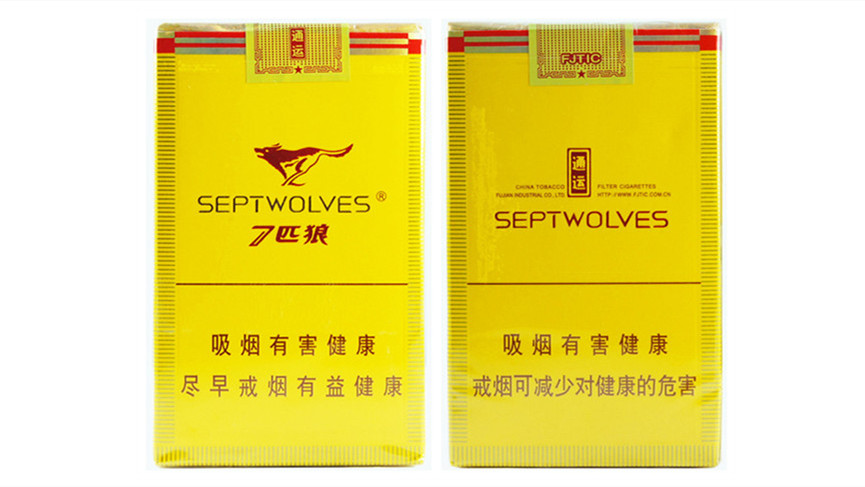 通运
SEPTWOLVES®
7匹狼
吸烟有害健康
尽早戒烟有益健康
FJTIC
通运
CHINA TOBACCO
FUJIAN INDUSTRIAL CO., LTD
FILTER CIGARETTES
HTTP://WWW.FJTIC.COM.CN
SEPTWOLVES
吸烟有害健康
戒烟可减少对健康的危害